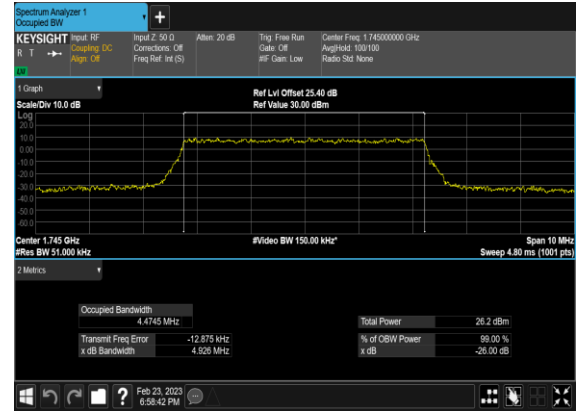 Spectrum Analyzer 1
Occupied BW
+
KEYSIGHT Input: RF Input Z: 50 Ω Atten: 20 dB Trig: Free Run Center Freq: 1.745000000 GHz
R T Coupling: DC Corrections: Off Gate: Off Avg|Hold: 100/100
Align: Off Freq Ref: Int (S) #IF Gain: Low Radio Std: None
LU
1 Graph
Ref Lvl Offset 25.40 dB
Scale/Div 10.0 dB Ref Value 30.00 dBm
Log
20.0
10.0
0.00
-10.0
-20.0
-30.0
-40.0
-50.0
-60.0
Center 1.745 GHz #Video BW 150.00 kHz* Span 10 MHz
#Res BW 51.000 kHz Sweep 4.80 ms (1001 pts)
2 Metrics
Occupied Bandwidth
4.4745 MHz Total Power 26.2 dBm
Transmit Freq Error -12.875 kHz % of OBW Power 99.00 %
x dB Bandwidth 4.926 MHz x dB -26.00 dB
? Feb 23, 2023
6:58:42 PM